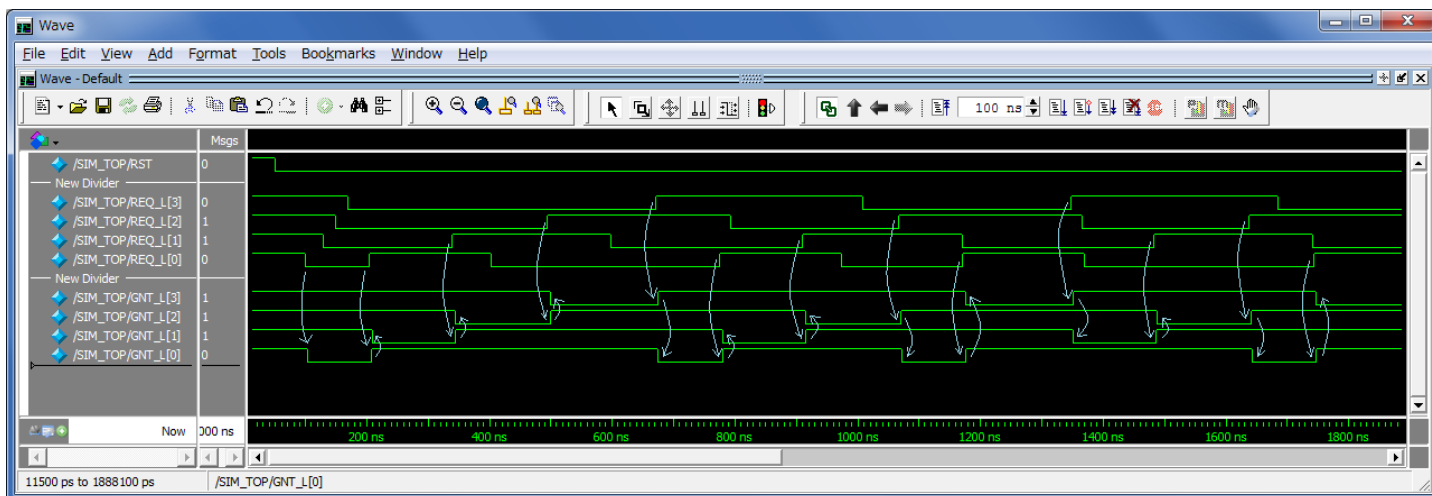 Wave
File Edit View Add Format Tools Bookmarks Window Help
Wave - Default
100 ns
Msgs
/SIM_TOP/RST 0
New Divider
/SIM_TOP/REQ_L[3] 0
/SIM_TOP/REQ_L[2] 1
/SIM_TOP/REQ_L[1] 1
/SIM_TOP/REQ_L[0] 0
New Divider
/SIM_TOP/GNT_L[3] 1
/SIM_TOP/GNT_L[2] 1
/SIM_TOP/GNT_L[1] 1
/SIM_TOP/GNT_L[0] 0
Now 000 ns 200 ns 400 ns 600 ns 800 ns 1000 ns 1200 ns 1400 ns 1600 ns 1800 ns
11500 ps to 1888100 ps /SIM_TOP/GNT_L[0]